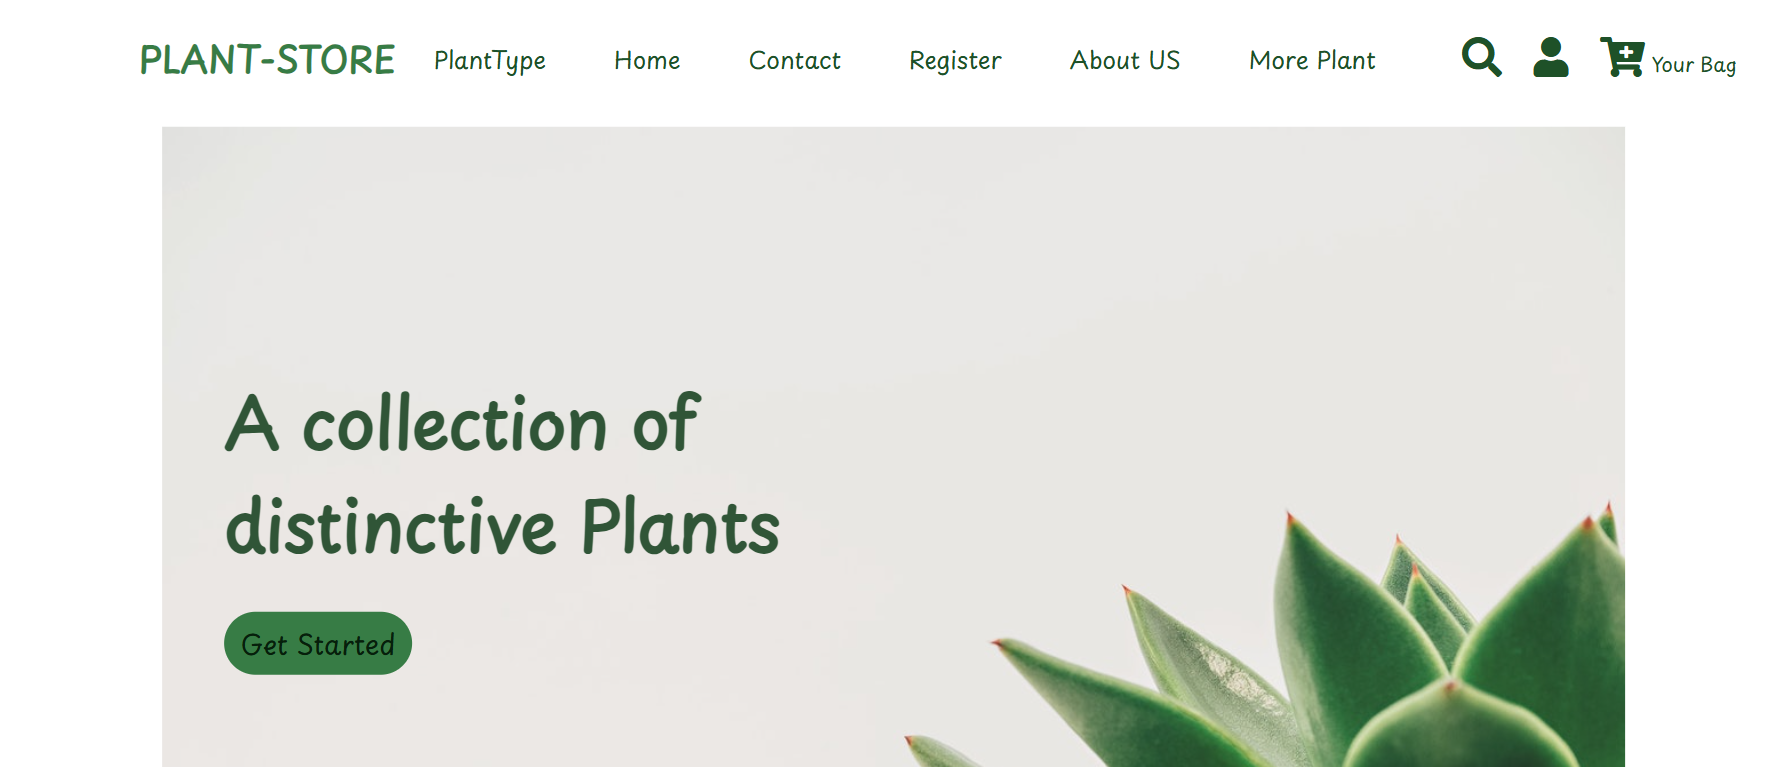 PLANT-STORE PlantType Home Contact Register About US More Plant Your Bag
A collection of
distinctive Plants
Get Started